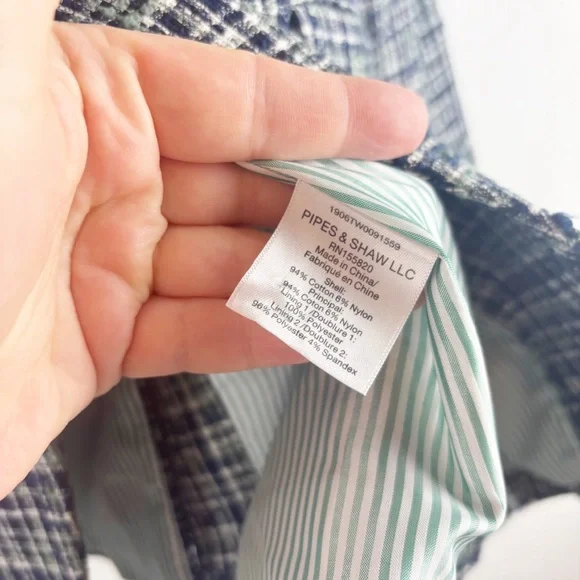 1906TW0091559
PIPES & SHAW LLC
RN155820
Made in China/
Fabriqué en Chine
Shell:
94% Cotton 6% Nylon
Principal:
94% Coton 6% Nylon
Lining 1 /Doublure 1:
100% Polyester
Lining 2/Doublure 2:
96% Polyester 4% Spandex